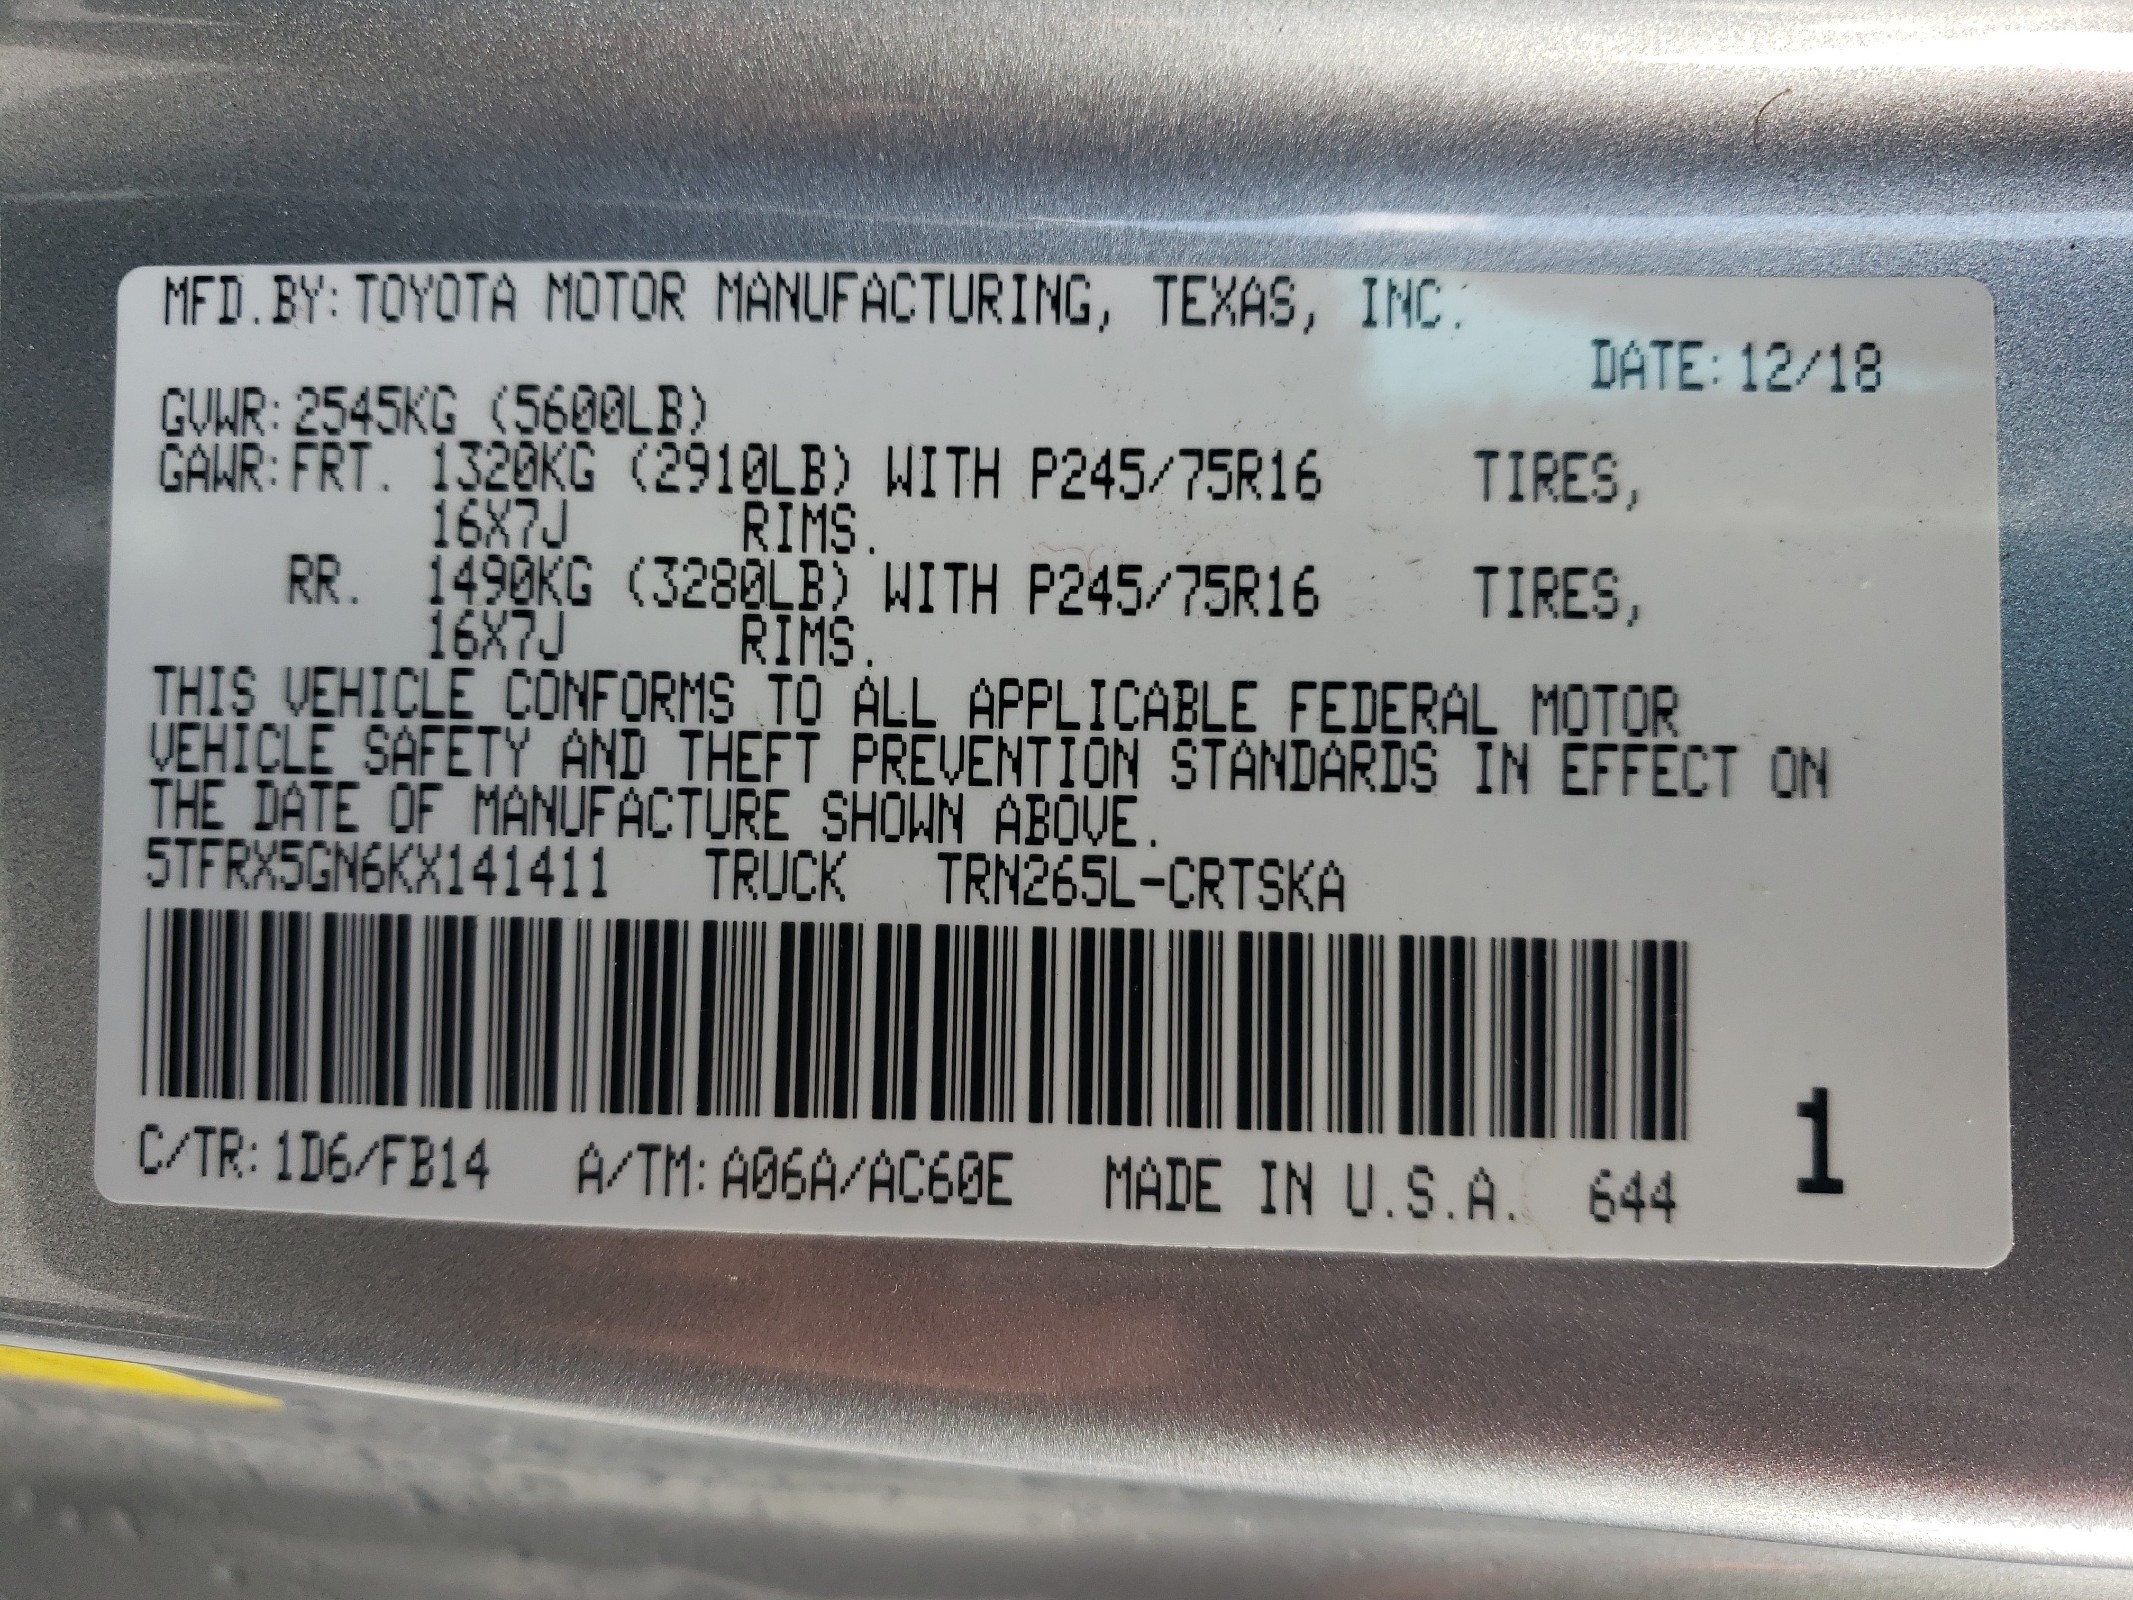 MFD.BY: TOYOTA MOTOR MANUFACTURING, TEXAS, INC.
DATE: 12/18
GVWR: 2545KG (5600LB)
GAWR: FRT. 1320KG (2910LB) WITH P245/75R16 TIRES,
16X7J RIMS.
RR. 1490KG (3280LB) WITH P245/75R16 TIRES,
16X7J RIMS.
THIS VEHICLE CONFORMS TO ALL APPLICABLE FEDERAL MOTOR
VEHICLE SAFETY AND THEFT PREVENTION STANDARDS IN EFFECT ON
THE DATE OF MANUFACTURE SHOWN ABOVE.
5TFRX5GN6KX141411 TRUCK TRN265L-CRTSKA
C/TR: 1D6/FB14 A/TM: A06A/AC60E MADE IN U.S.A. 644 1